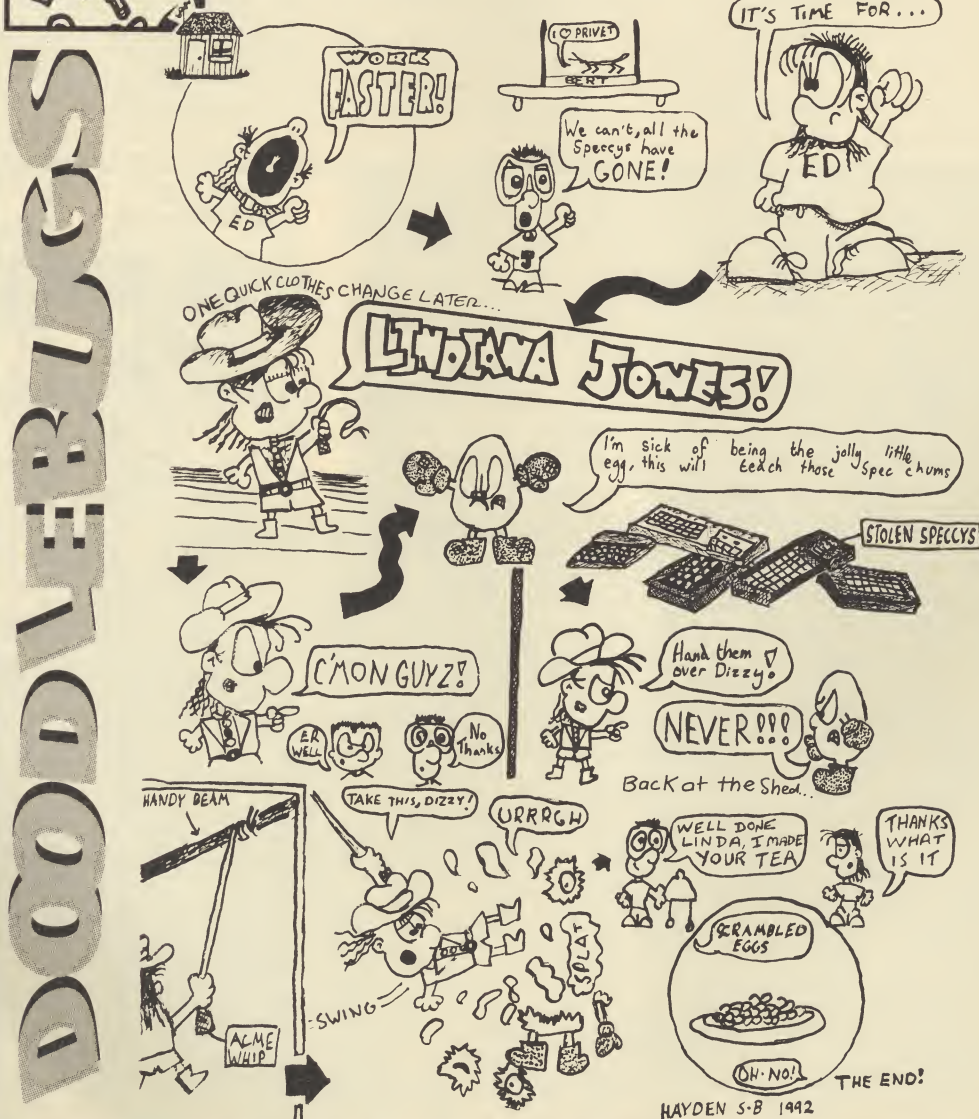 DOODLEBUGS
WORK
FASTER!
ED
I ♡ PRIVET
BERT
We can't, all the
Speccys have
GONE!
J
IT'S TIME FOR...
ED
ONE QUICK CLOTHES CHANGE LATER...
LINDIANA JONES!
I'm sick of being the jolly little
egg, this will teach those Spec chums
STOLEN SPECCYS
C'MON GUYZ!
ER
WELL
No
Thanks
Hand them
over Dizzy!
NEVER!!!
Back at the Shed...
HANDY BEAM
ACME
WHIP
TAKE THIS, DIZZY!
URRRGH
SWING
SPLAT
WELL DONE
LINDA, I MADE
YOUR TEA
THANKS
WHAT
IS IT
SCRAMBLED
EGGS
OH·NO!
THE END!
HAYDEN S-B 1992